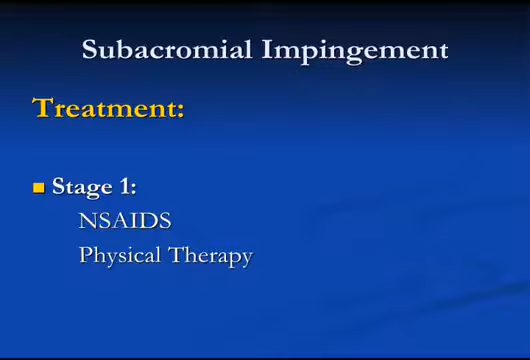 Subacromial Impingement
Treatment:
Stage 1:
NSAIDS
Physical Therapy